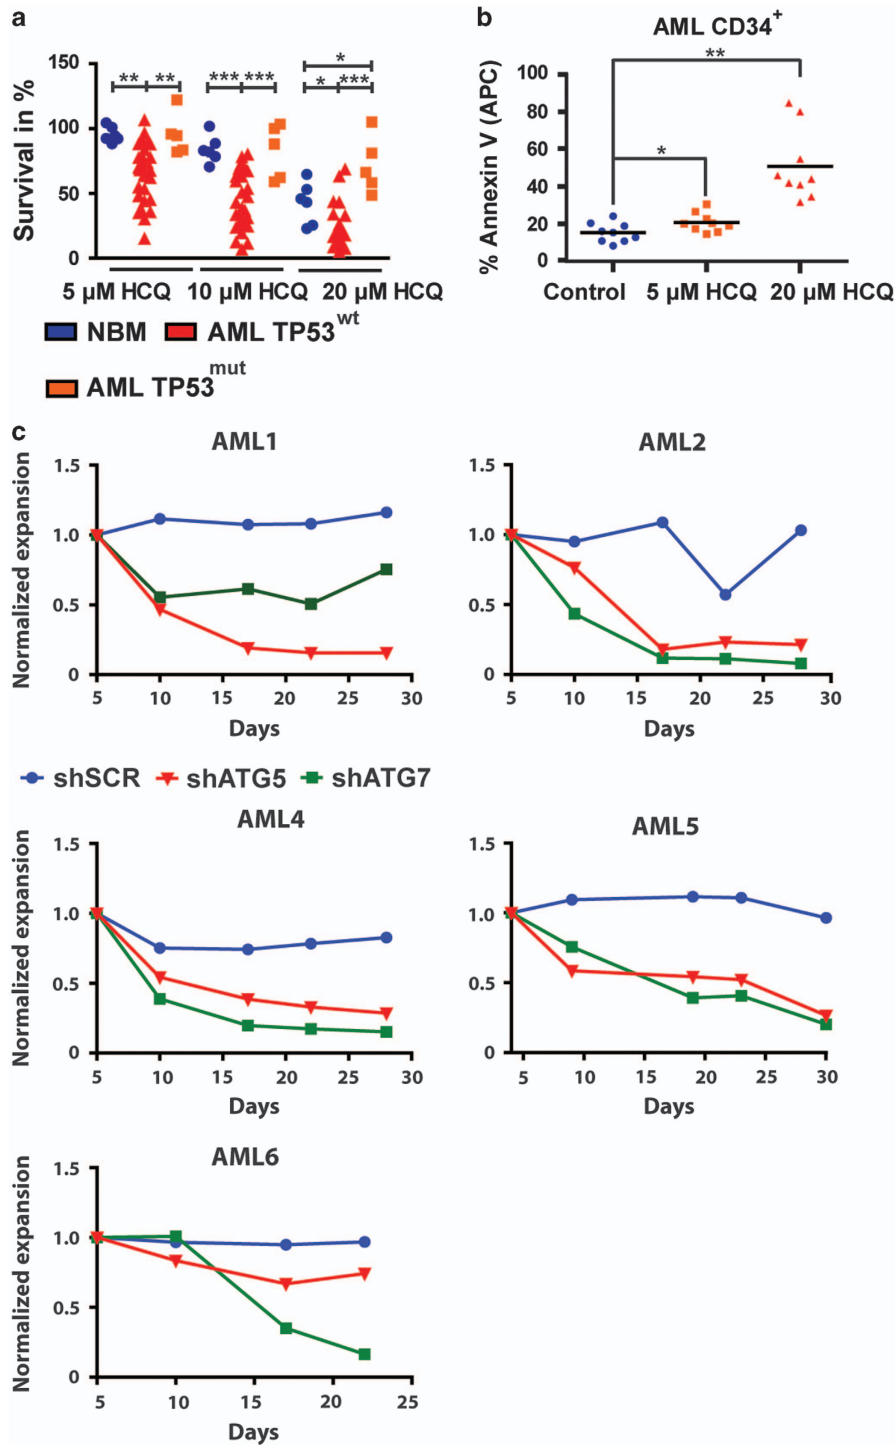 a
Survival in %
150
100
50
0
** **
*** ***
*
* ***
5 µM HCQ 10 µM HCQ 20 µM HCQ
NBM AML TP53wt
AML TP53mut
b
AML CD34+
% Annexin V (APC)
100
80
60
40
20
0
**
*
Control 5 µM HCQ 20 µM HCQ
c
AML1
Normalized expansion
1.5
1.0
0.5
0
5 10 15 20 25 30
Days
AML2
1.5
1.0
0.5
0
5 10 15 20 25 30
Days
shSCR shATG5 shATG7
AML4
Normalized expansion
1.5
1.0
0.5
0
5 10 15 20 25 30
Days
AML5
1.5
1.0
0.5
0
5 10 15 20 25 30
Days
AML6
Normalized expansion
1.5
1.0
0.5
0
5 10 15 20 25
Days